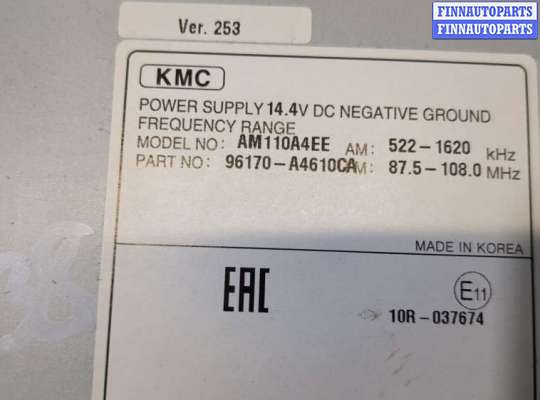 FINNAUTOPARTS
FINNAUTOPARTS
Ver. 253
KMC
POWER SUPPLY 14.4V DC NEGATIVE GROUND
FREQUENCY RANGE
MODEL NO: AM110A4EE AM: 522-1620 kHz
PART NO: 96170-A4610CA M: 87.5-108.0 MHz
MADE IN KOREA
EAC
E11
10R-037674